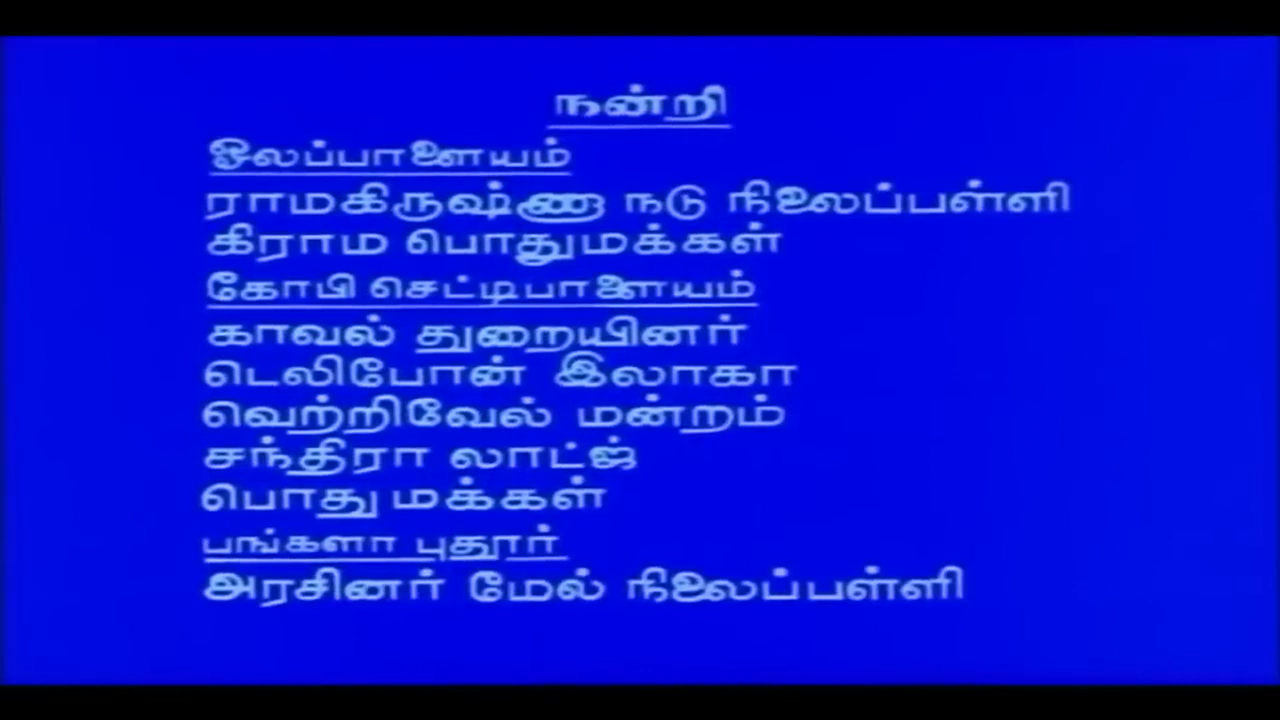 நன்றி
ஓலப்பாளையம்
ராமகிருஷ்ணா நடு நிலைப்பள்ளி
கிராம பொதுமக்கள்
கோபி செட்டிபாளையம்
காவல் துறையினர்
டெலிபோன் இலாகா
வெற்றிவேல் மன்றம்
சந்திரா லாட்ஜ்
பொது மக்கள்
பங்களா புதூர்
அரசினர் மேல் நிலைப்பள்ளி